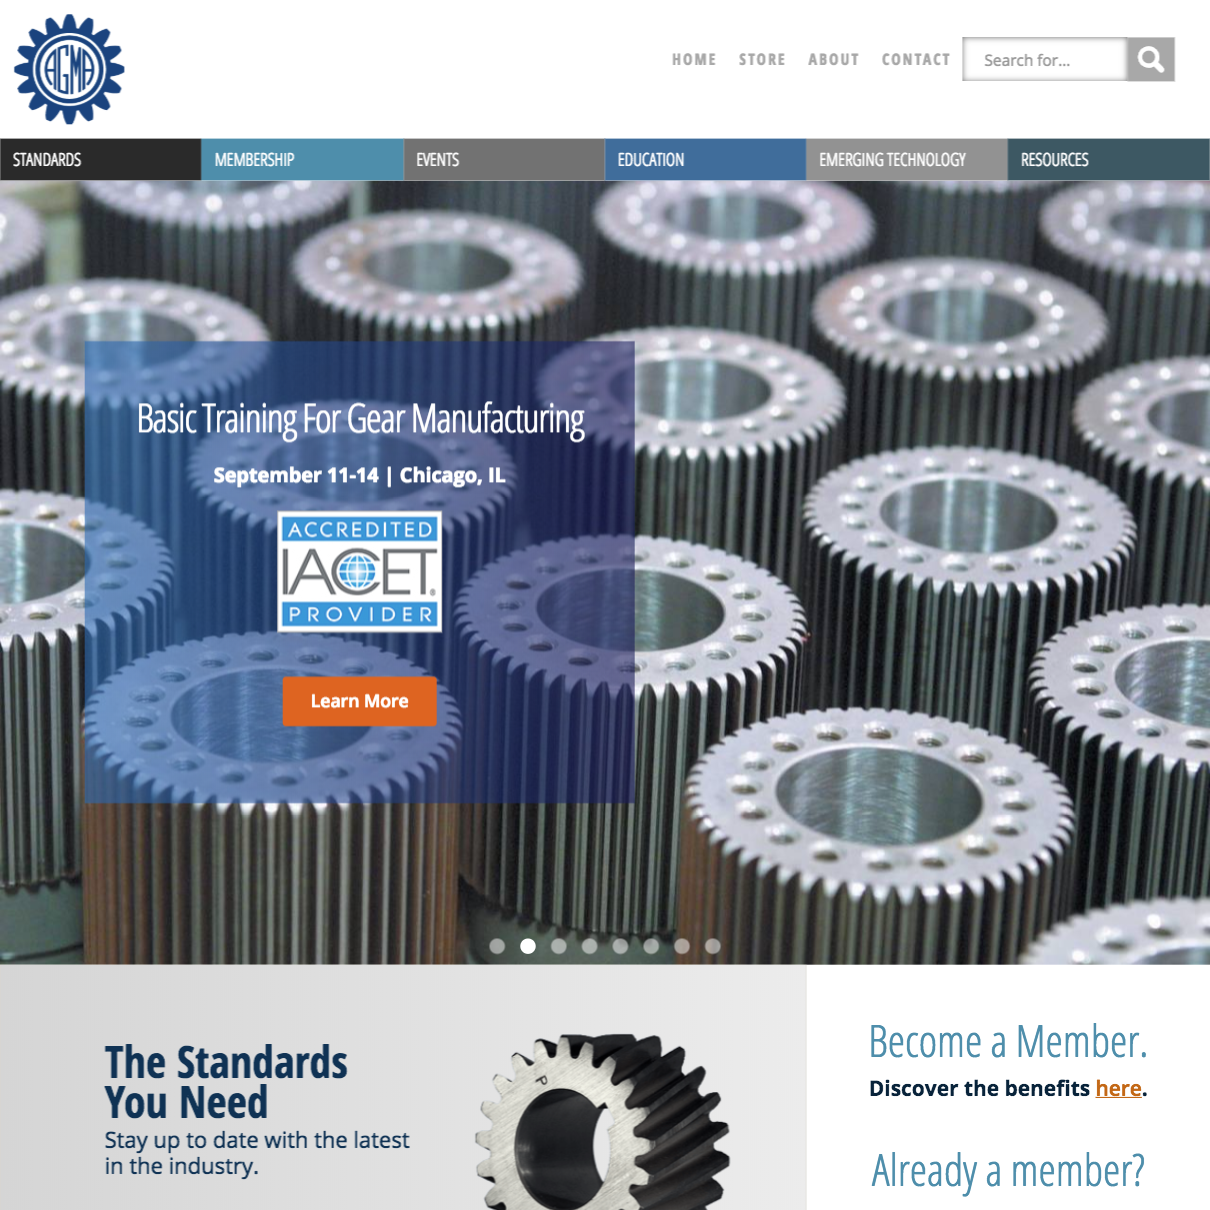 AGMA
HOME STORE ABOUT CONTACT Search for...
STANDARDS MEMBERSHIP EVENTS EDUCATION EMERGING TECHNOLOGY RESOURCES
Basic Training For Gear Manufacturing
September 11-14 | Chicago, IL
ACCREDITED
IACET®
PROVIDER
Learn More
The Standards
You Need
Stay up to date with the latest
in the industry.
P
Become a Member.
Discover the benefits here.
Already a member?